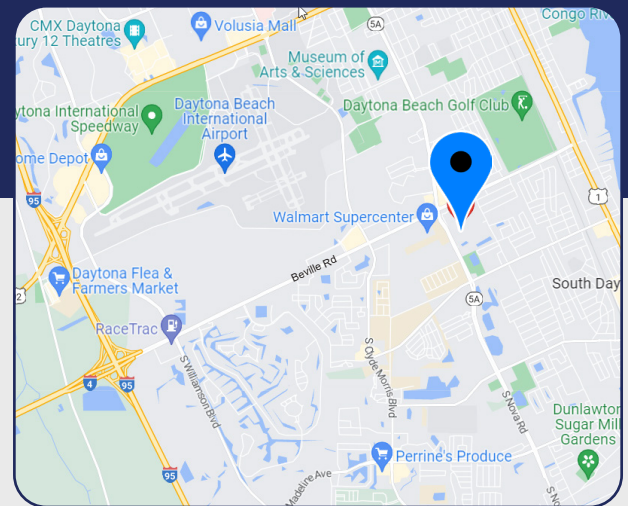 CMX Daytona
ury 12 Theatres
Volusia Mall
5A
Congo Riv
Museum of
Arts & Sciences
ytona International
Speedway
Daytona Beach
International
Airport
Daytona Beach Golf Club
ome Depot
95
1
Walmart Supercenter
Beville Rd
Daytona Flea &
Farmers Market
2
5A
South Day
RaceTrac
S Williamson Blvd
S Clyde Morris Blvd
4
95
S Nova Rd
Dunlawton
Sugar Mill
Gardens
Perrine's Produce
95
Madeline Ave
S No